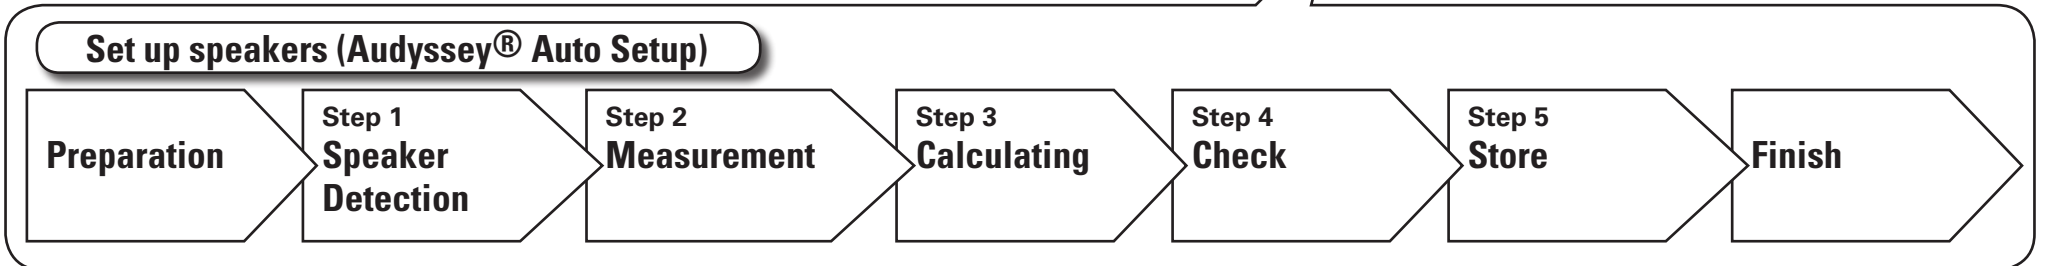 Set up speakers (Audyssey® Auto Setup)
Preparation
Step 1
Speaker
Detection
Step 2
Measurement
Step 3
Calculating
Step 4
Check
Step 5
Store
Finish